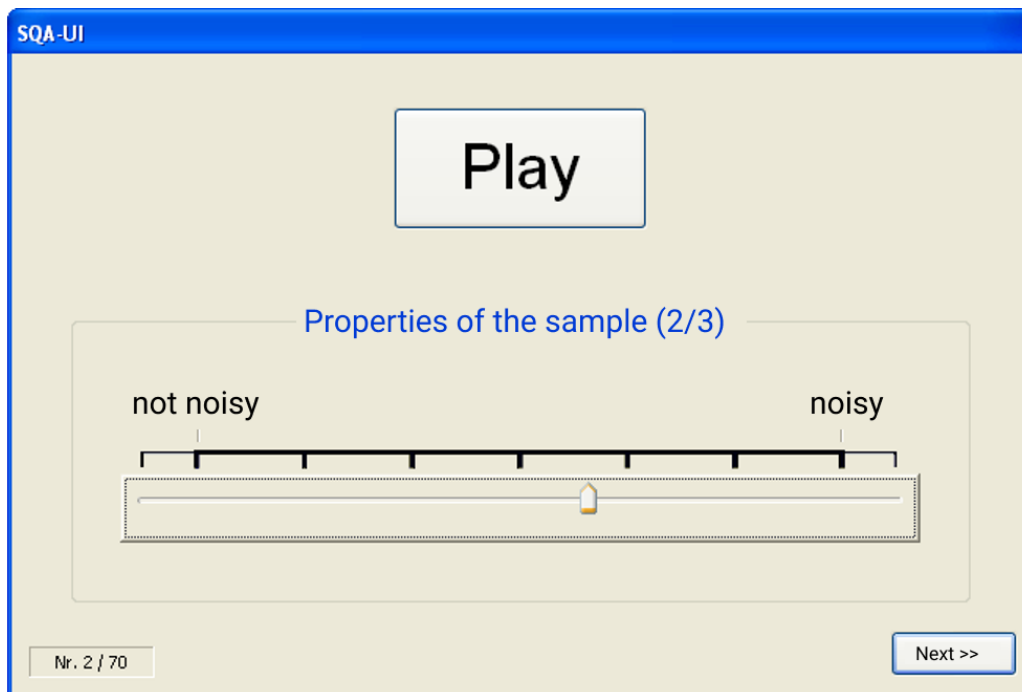 SQA-UI
Play
Properties of the sample (2/3)
not noisy noisy
Nr. 2 / 70
Next >>